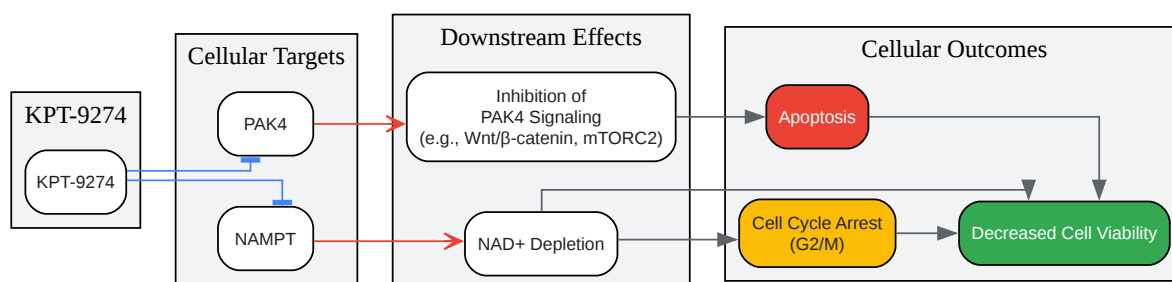 KPT-9274
KPT-9274
Cellular Targets
PAK4
NAMPT
Downstream Effects
Inhibition of
PAK4 Signaling
(e.g., Wnt/β-catenin, mTORC2)
NAD+ Depletion
Cellular Outcomes
Apoptosis
Cell Cycle Arrest
(G2/M)
Decreased Cell Viability